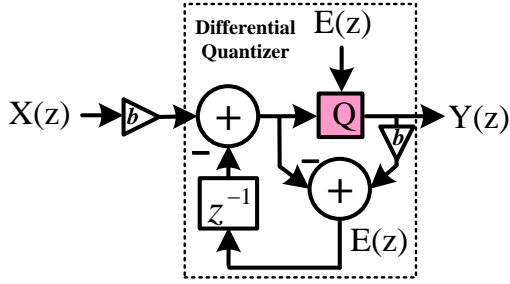 Differential
Quantizer
E(z)
X(z)
b
+
Q
Y(z)
b
−
−
+
z⁻¹
E(z)